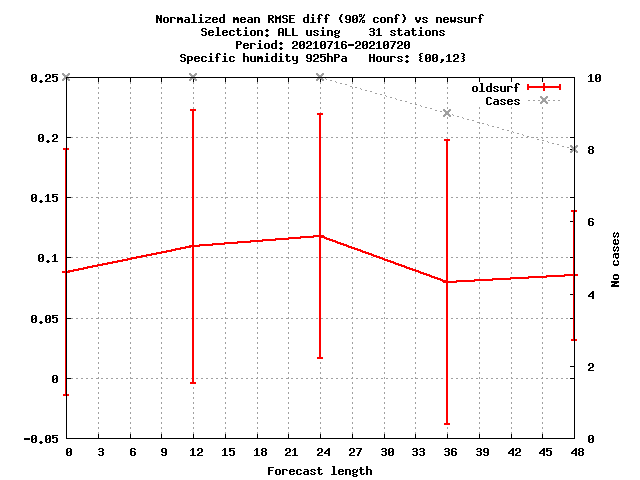 Normalized mean RMSE diff (90% conf) vs newsurf
Selection: ALL using    31 stations
Period: 20210716-20210720
Specific humidity 925hPa   Hours: {00,12}
oldsurf
Cases
0.25
0.2
0.15
0.1
0.05
0
-0.05
10
8
6
4
2
0
No cases
0 3 6 9 12 15 18 21 24 27 30 33 36 39 42 45 48
Forecast length